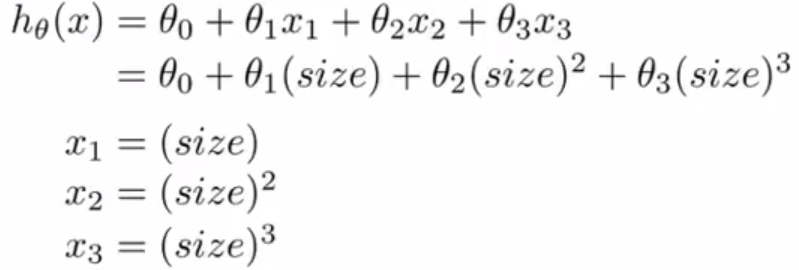 hθ(x) = θ₀ + θ₁x₁ + θ₂x₂ + θ₃x₃
= θ₀ + θ₁(size) + θ₂(size)² + θ₃(size)³
x₁ = (size)
x₂ = (size)²
x₃ = (size)³